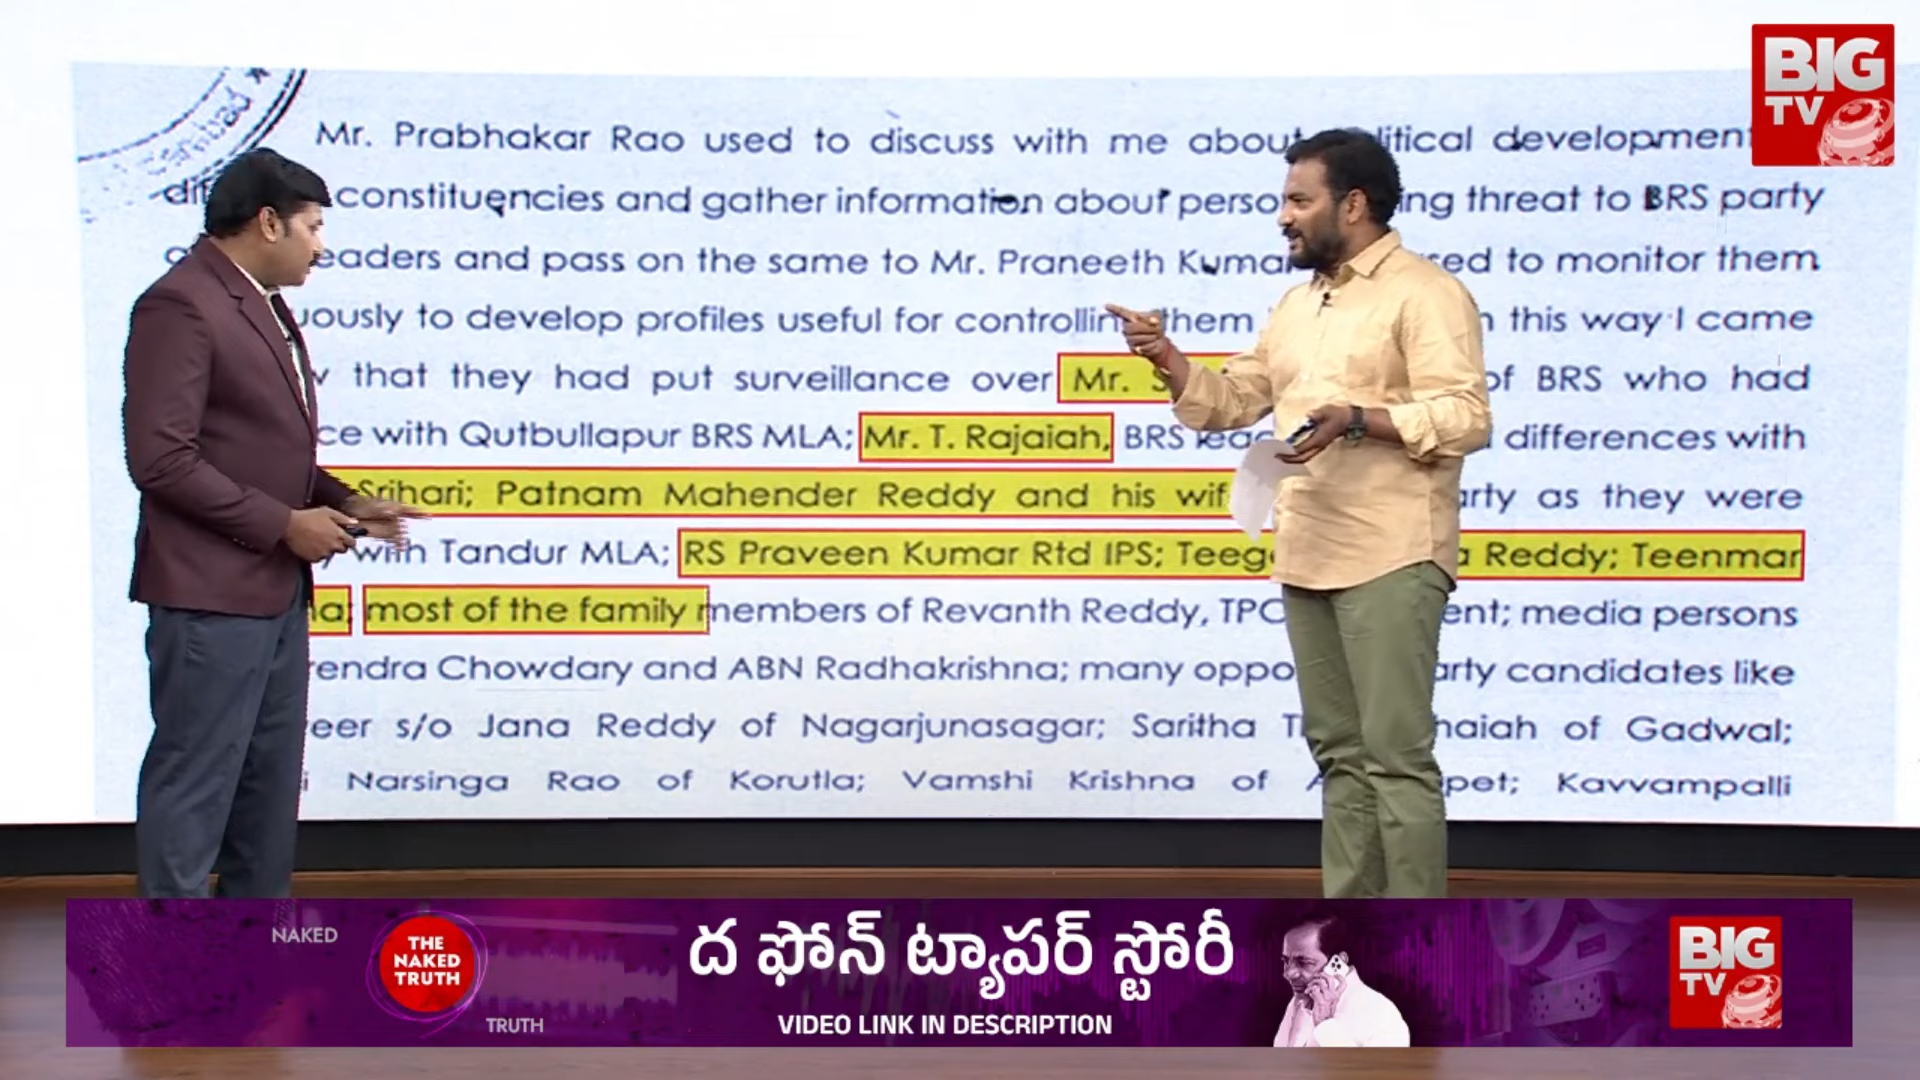 BIG
TV
Mr. Prabhakar Rao used to discuss with me about political development
constituencies and gather information about ing threat to BRS party
eaders and pass on the same to Mr. Praneeth Kumar ed to monitor them
uously to develop profiles useful for controlling them this way I came
that they had put surveillance over Mr. S of BRS who had
ce with Qutbullapur BRS MLA; Mr. T. Rajaiah, BRS differences with
Srihari; Patnam Mahender Reddy and his wif arty as they were
with Tandur MLA; RS Praveen Kumar Rtd IPS; Teeg a Reddy; Teenmar
na; most of the family members of Revanth Reddy, TPC ent; media persons
rendra Chowdary and ABN Radhakrishna; many oppo arty candidates like
eer s/o Jana Reddy of Nagarjunasagar; Saritha T haiah of Gadwal;
i Narsinga Rao of Korutla; Vamshi Krishna of A pet; Kavvampalli
NAKED
THE
NAKED
TRUTH
TRUTH
ద ఫోన్ ట్యాపర్ స్టోరీ
VIDEO LINK IN DESCRIPTION
BIG
TV